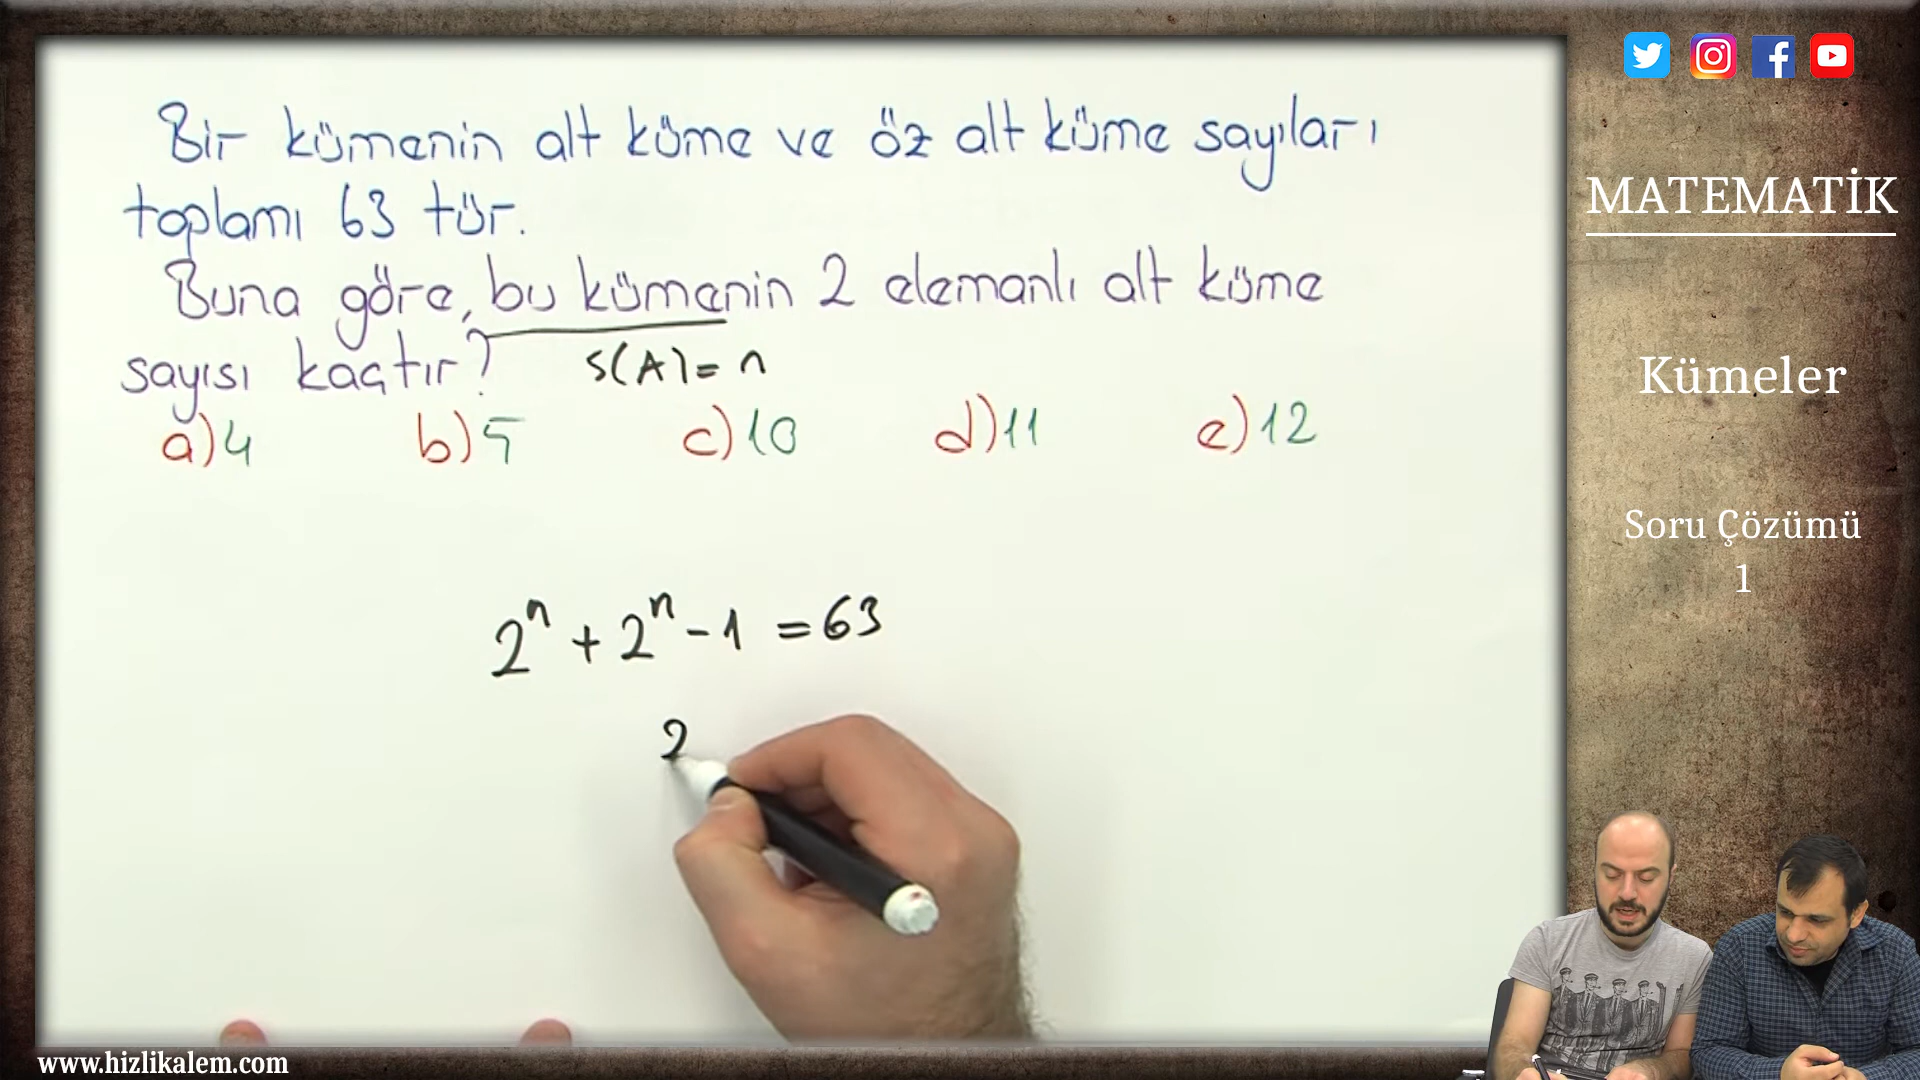 Bir kümenin alt küme ve öz alt küme sayıları
toplamı 63 tür.
Buna göre, bu kümenin 2 elemanlı alt küme
sayısı kaçtır?
s(A) = n
a) 4 b) 5 c) 10 d) 11 e) 12
2ⁿ + 2ⁿ - 1 = 63
2
MATEMATİK
Kümeler
Soru Çözümü
1
www.hizlikalem.com